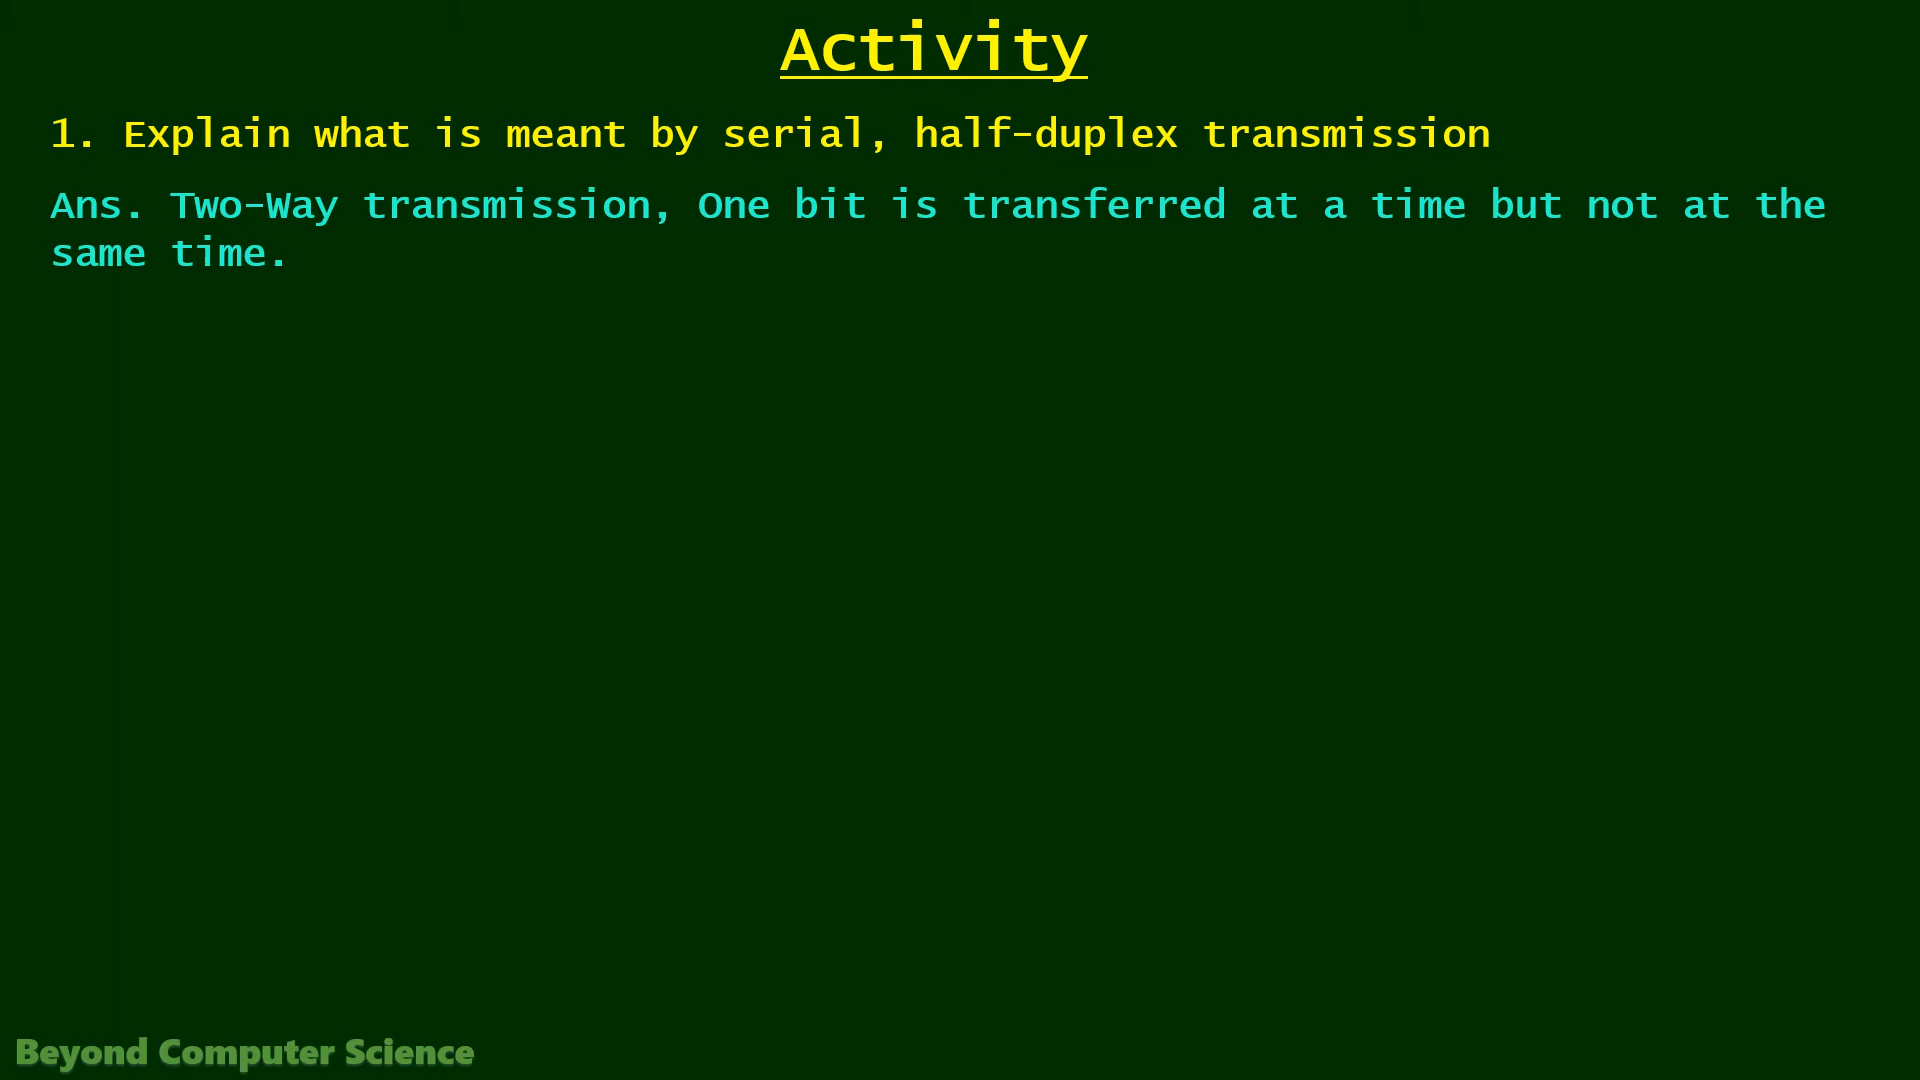 Activity
1. Explain what is meant by serial, half-duplex transmission
Ans. Two-Way transmission, One bit is transferred at a time but not at the
same time.
Beyond Computer Science